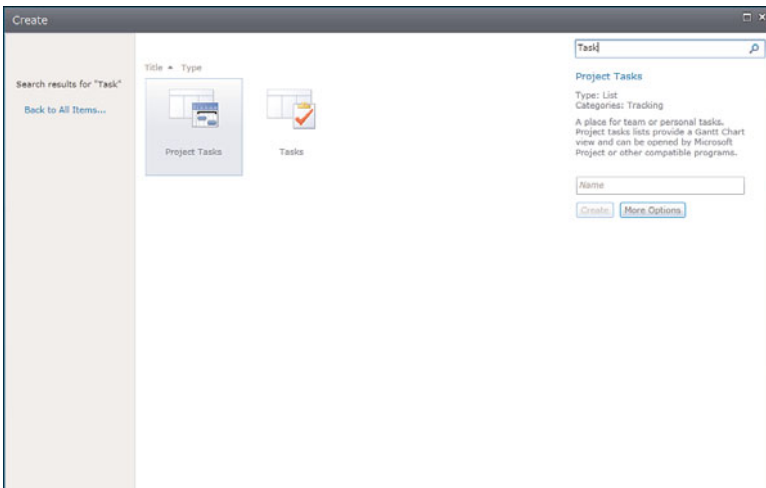 Create
Search results for "Task"
Back to All Items...
Title Type
Project Tasks
Tasks
Task
Project Tasks
Type: List
Categories: Tracking
A place for team or personal tasks.
Project tasks lists provide a Gantt Chart
view and can be opened by Microsoft
Project or other compatible programs.
Name
Create More Options